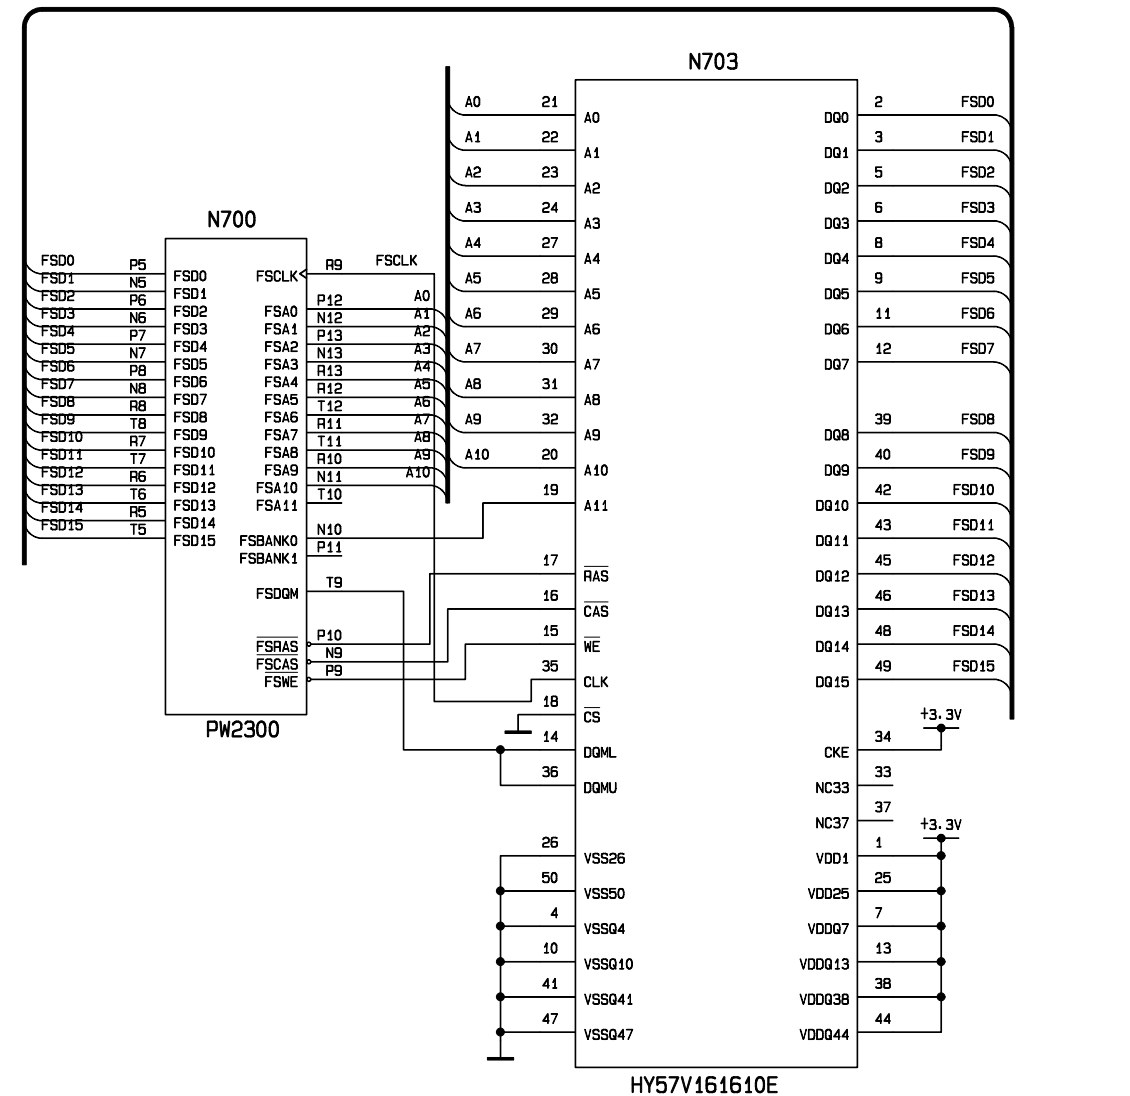 N703
N700
FSD0 P5 FSD0
FSD1 N5 FSD1
FSD2 P6 FSD2
FSD3 N6 FSD3
FSD4 P7 FSD4
FSD5 N7 FSD5
FSD6 P8 FSD6
FSD7 N8 FSD7
FSD8 R8 FSD8
FSD9 T8 FSD9
FSD10 R7 FSD10
FSD11 T7 FSD11
FSD12 R6 FSD12
FSD13 T6 FSD13
FSD14 R5 FSD14
FSD15 T5 FSD15
FSCLK R9 FSCLK
FSA0 P12 A0
FSA1 N12 A1
FSA2 P13 A2
FSA3 N13 A3
FSA4 R13 A4
FSA5 R12 A5
FSA6 T12 A6
FSA7 R11 A7
FSA8 T11 A8
FSA9 R10 A9
FSA10 N11 A10
FSA11 T10
FSBANK0 N10
FSBANK1 P11
FSDQM T9
FSRAS P10
FSCAS N9
FSWE P9
PW2300
A0 21 A0
A1 22 A1
A2 23 A2
A3 24 A3
A4 27 A4
A5 28 A5
A6 29 A6
A7 30 A7
A8 31 A8
A9 32 A9
A10 20 A10
19 A11
17 RAS
16 CAS
15 WE
35 CLK
18 CS
14 DQML
36 DQMU
26 VSS26
50 VSS50
4 VSSQ4
10 VSSQ10
41 VSSQ41
47 VSSQ47
DQ0 2 FSD0
DQ1 3 FSD1
DQ2 5 FSD2
DQ3 6 FSD3
DQ4 8 FSD4
DQ5 9 FSD5
DQ6 11 FSD6
DQ7 12 FSD7
DQ8 39 FSD8
DQ9 40 FSD9
DQ10 42 FSD10
DQ11 43 FSD11
DQ12 45 FSD12
DQ13 46 FSD13
DQ14 48 FSD14
DQ15 49 FSD15
+3.3V
CKE 34
NC33 33
NC37 37
+3.3V
VDD1 1
VDD25 25
VDDQ7 7
VDDQ13 13
VDDQ38 38
VDDQ44 44
HY57V161610E